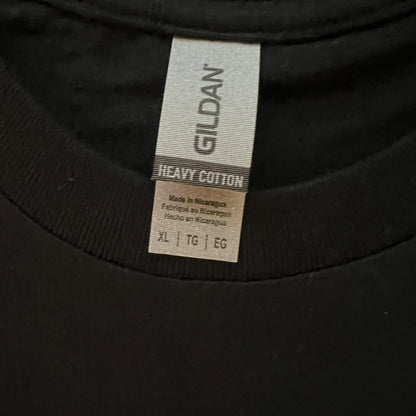 GILDAN
HEAVY COTTON
Made in Nicaragua
Fabriqué au Nicaragua
Hecho en Nicaragua
XL | TG | EG